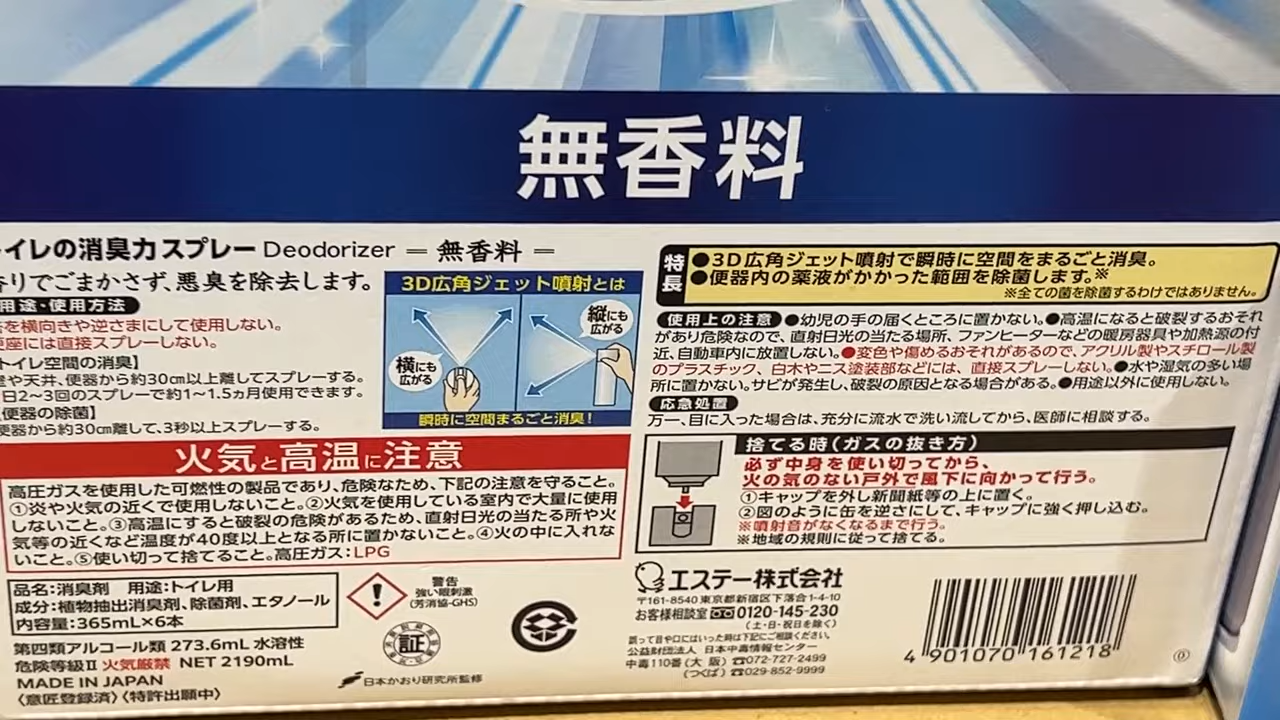 無香料
イレの消臭力 スプレー Deodorizer ＝ 無香料 ＝
りでごまかさず、悪臭を除去します。
用途・使用方法
を横向きや逆さまにして使用しない。
座には直接スプレーしない。
トイレ空間の消臭】
や天井、便器から約30cm以上離してスプレーする。
日2～3回のスプレーで約1～1.5ヵ月使用できます。
便器の除菌】
便器から約30cm離して、3秒以上スプレーする。
3D広角ジェット噴射とは
横にも
広がる
縦にも
広がる
瞬時に空間まるごと消臭！
火気と高温に注意
高圧ガスを使用した可燃性の製品であり、危険なため、下記の注意を守ること。
①炎や火気の近くで使用しないこと。②火気を使用している室内で大量に使用
しないこと。③高温にすると破裂の危険があるため、直射日光の当たる所や火
気等の近くなど温度が40度以上となる所に置かないこと。④火の中に入れな
いこと。⑤使い切って捨てること。高圧ガス：LPG
品名：消臭剤 用途：トイレ用
成分：植物抽出消臭剤、除菌剤、エタノール
内容量：365mL×6本
第四類アルコール類 273.6mL 水溶性
危険等級Ⅱ 火気厳禁 NET 2190mL
MADE IN JAPAN
〈意匠登録済〉〈特許出願中〉
警告
強い眼刺激
(芳消協-GHS)
証
日本かおり研究所監修
特長
●3D広角ジェット噴射で瞬時に空間をまるごと消臭。
●便器内の薬液がかかった範囲を除菌します。※
※全ての菌を除菌するわけではありません。
使用上の注意 ●幼児の手の届くところに置かない。●高温になると破裂するおそれ
があり危険なので、直射日光の当たる場所、ファンヒーターなどの暖房器具や加熱源の付
近、自動車内に放置しない。●変色や傷めるおそれがあるので、アクリル製やスチロール製
のプラスチック、白木やニス塗装部などには、直接スプレーしない。●水や湿気の多い場
所に置かない。サビが発生し、破裂の原因となる場合がある。●用途以外に使用しない。
応急処置
万一、目に入った場合は、充分に流水で洗い流してから、医師に相談する。
捨てる時（ガスの抜き方）
必ず中身を使い切ってから、
火の気のない戸外で風下に向かって行う。
①キャップを外し新聞紙等の上に置く。
②図のように缶を逆さにして、キャップに強く押し込む。
※噴射音がなくなるまで行う。
※地域の規則に従って捨てる。
エステー株式会社
〒161-8540 東京都新宿区下落合1-4-10
お客様相談室 0120-145-230
(土・日・祝日を除く)
誤って目や口にはいった時は下記にご相談ください。
公益財団法人 日本中毒情報センター
中毒110番（大 阪）☎072-727-2499
（つくば）☎029-852-9999
4 901070 161218